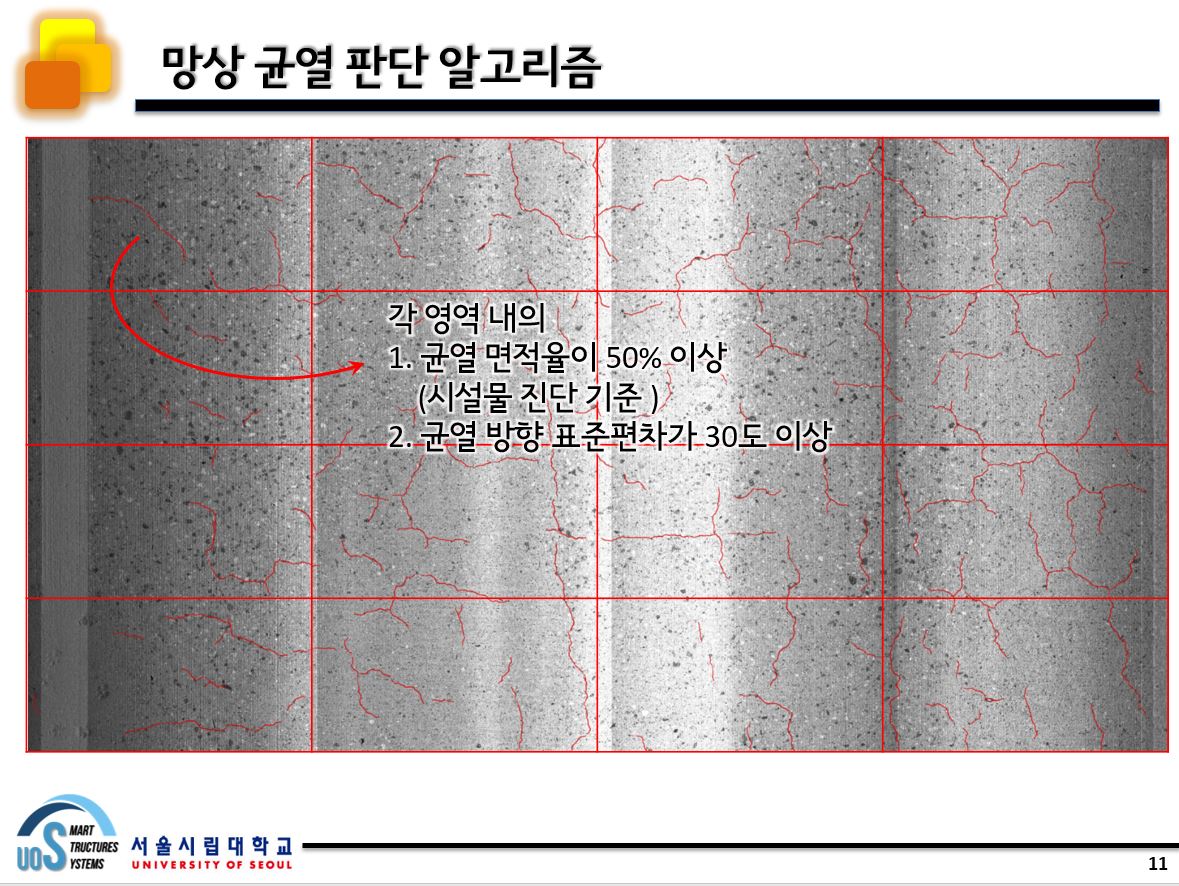 망상 균열 판단 알고리즘
각 영역 내의
1. 균열 면적율이 50% 이상
(시설물 진단 기준 )
2. 균열 방향 표준편차가 30도 이상
UOS
SMART
STRUCTURES
SYSTEMS
서울시립대학교
UNIVERSITY OF SEOUL
11